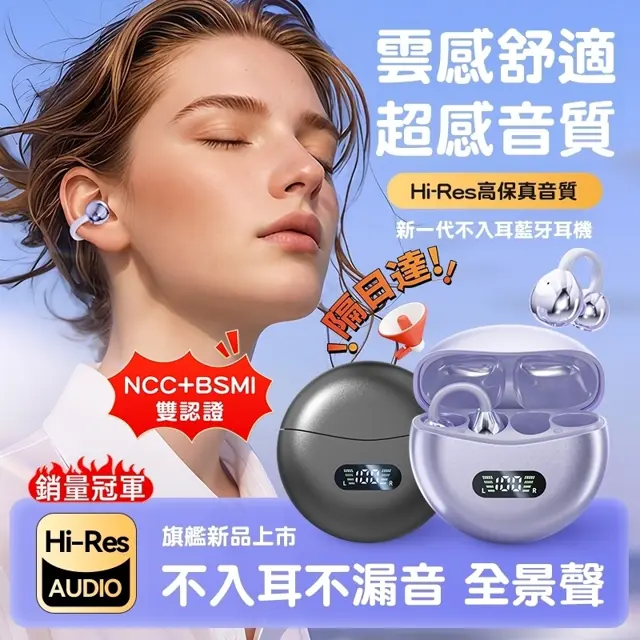 雲感舒適
超感音質
Hi-Res高保真音質
新一代不入耳藍牙耳機
隔日達!!
NCC+BSMI
雙認證
L 100 R
L 100 R
銷量冠軍
Hi-Res
AUDIO
旗艦新品上市
不入耳不漏音 全景聲